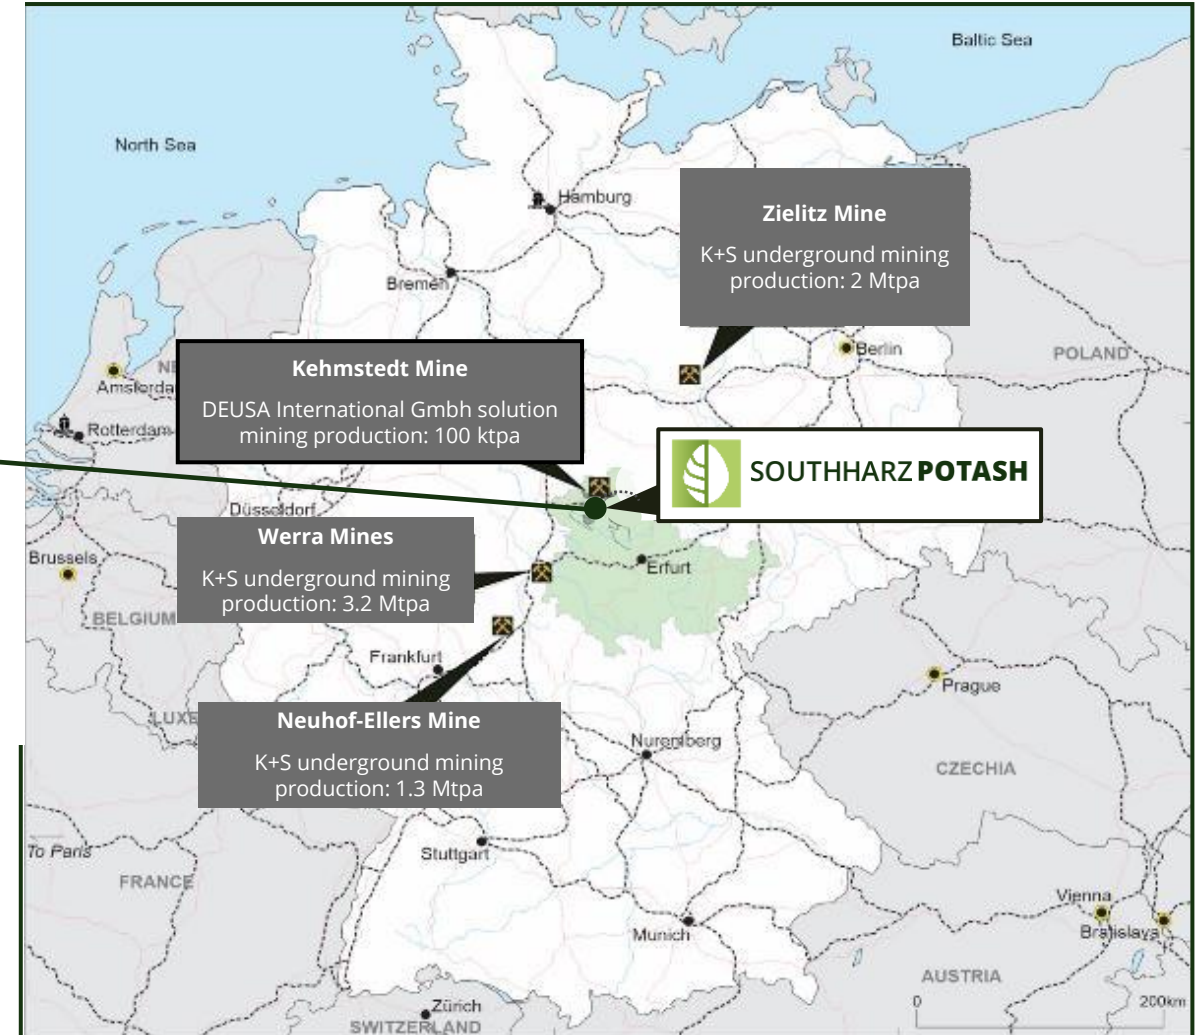 Baltic Sea
North Sea
Hamburg
Zielitz Mine
K+S underground mining
production: 2 Mtpa
Bremen
Berlin
POLAND
Kehmstedt Mine
DEUSA International Gmbh solution
mining production: 100 ktpa
Amsterda
Rotterdam
SOUTHHARZ POTASH
Düsseldorf
Werra Mines
K+S underground mining
production: 3.2 Mtpa
Brussels
BELGIUM
Erfurt
Frankfurt
Prague
Neuhof-Ellers Mine
K+S underground mining
production: 1.3 Mtpa
LUXE
Nuremberg
CZECHIA
To Paris
Stuttgart
FRANCE
Vienna
Bratislava
Munich
AUSTRIA
0
200km
Zürich
SWITZERLAND